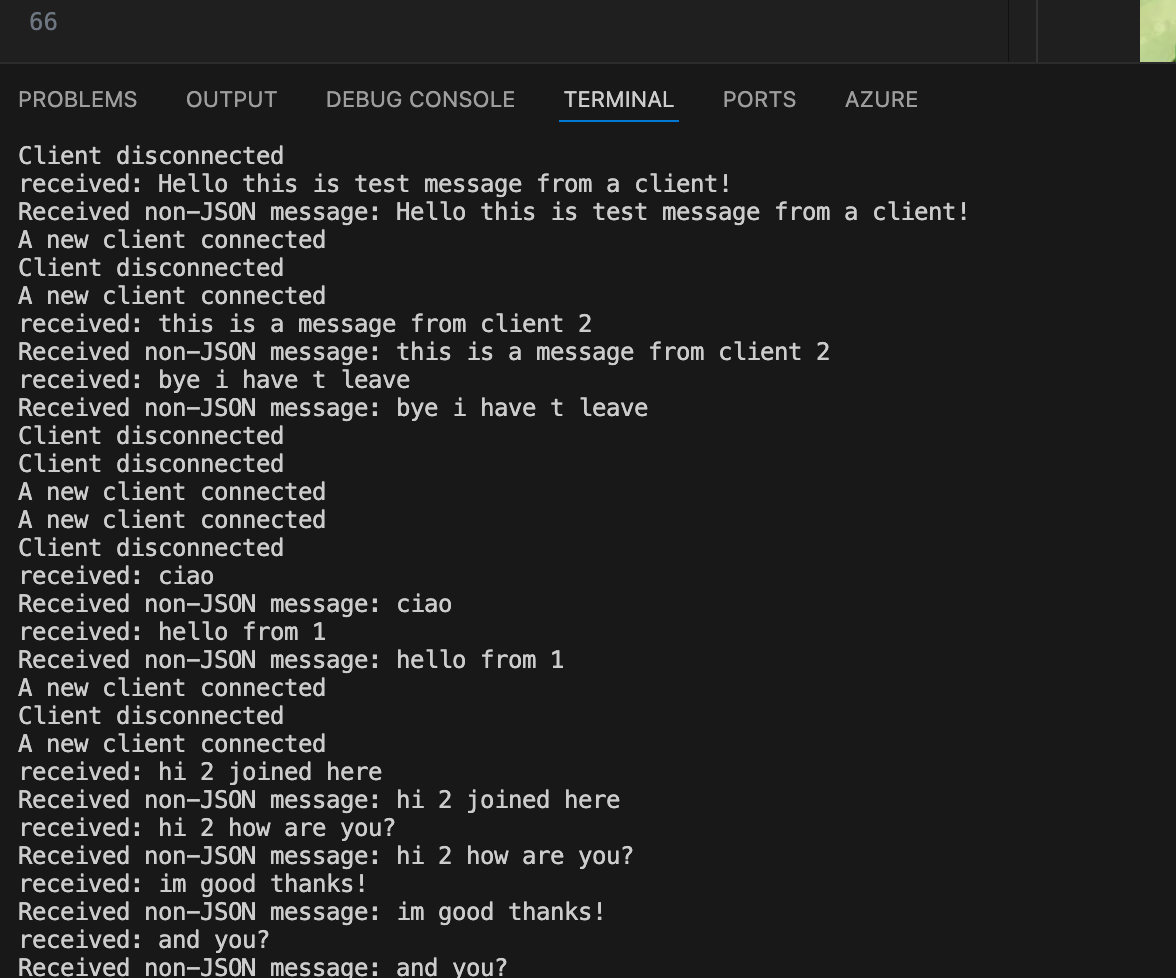 66
PROBLEMS OUTPUT DEBUG CONSOLE TERMINAL PORTS AZURE
Client disconnected
received: Hello this is test message from a client!
Received non-JSON message: Hello this is test message from a client!
A new client connected
Client disconnected
A new client connected
received: this is a message from client 2
Received non-JSON message: this is a message from client 2
received: bye i have t leave
Received non-JSON message: bye i have t leave
Client disconnected
Client disconnected
A new client connected
A new client connected
Client disconnected
received: ciao
Received non-JSON message: ciao
received: hello from 1
Received non-JSON message: hello from 1
A new client connected
Client disconnected
A new client connected
received: hi 2 joined here
Received non-JSON message: hi 2 joined here
received: hi 2 how are you?
Received non-JSON message: hi 2 how are you?
received: im good thanks!
Received non-JSON message: im good thanks!
received: and you?
Received non-JSON message: and you?